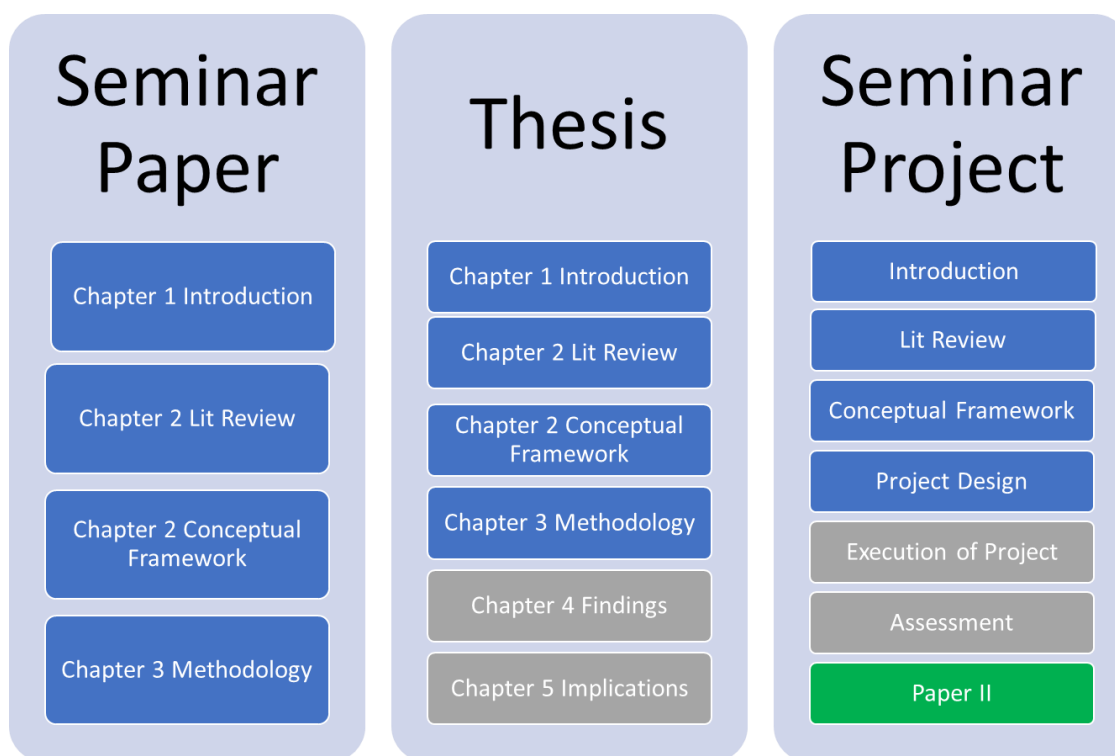 Seminar
Paper
Chapter 1 Introduction
Chapter 2 Lit Review
Chapter 2 Conceptual
Framework
Chapter 3 Methodology
Thesis
Chapter 1 Introduction
Chapter 2 Lit Review
Chapter 2 Conceptual
Framework
Chapter 3 Methodology
Chapter 4 Findings
Chapter 5 Implications
Seminar
Project
Introduction
Lit Review
Conceptual Framework
Project Design
Execution of Project
Assessment
Paper II